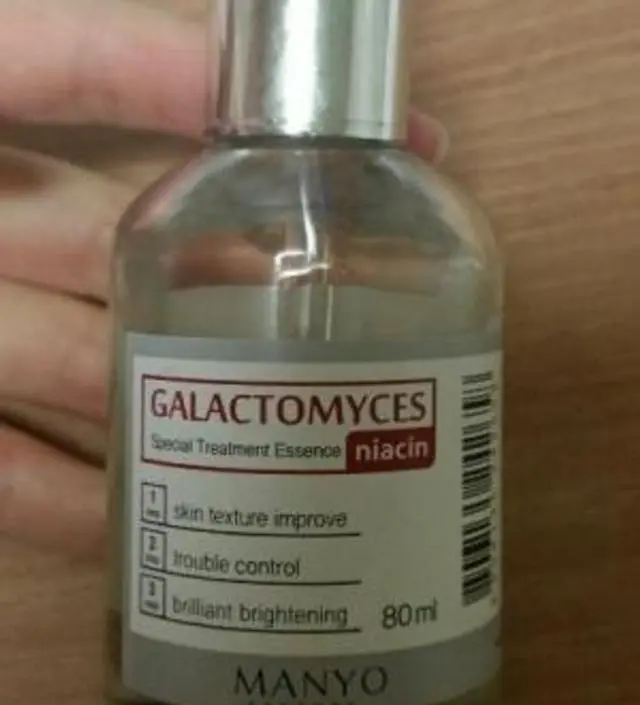 GALACTOMYCES
Special Treatment Essence niacin
1
skin texture improve
2
trouble control
3
brilliant brightening 80ml
MANYO